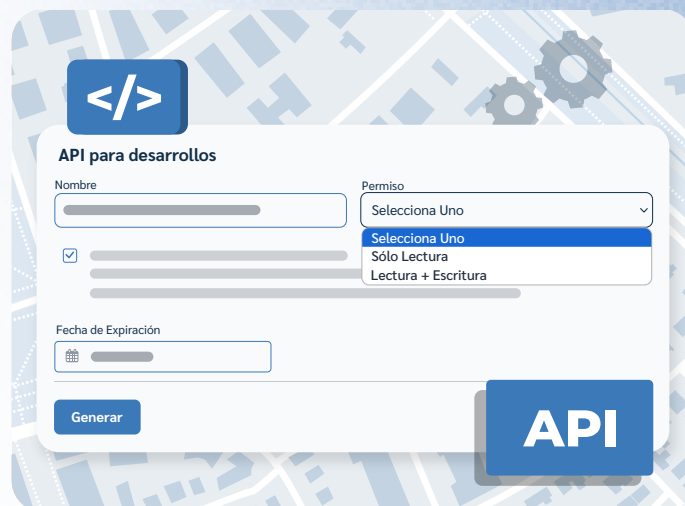 </>
API para desarrollos
Nombre
Permiso
Selecciona Uno
Selecciona Uno
Sólo Lectura
Lectura + Escritura
Fecha de Expiración
Generar
API